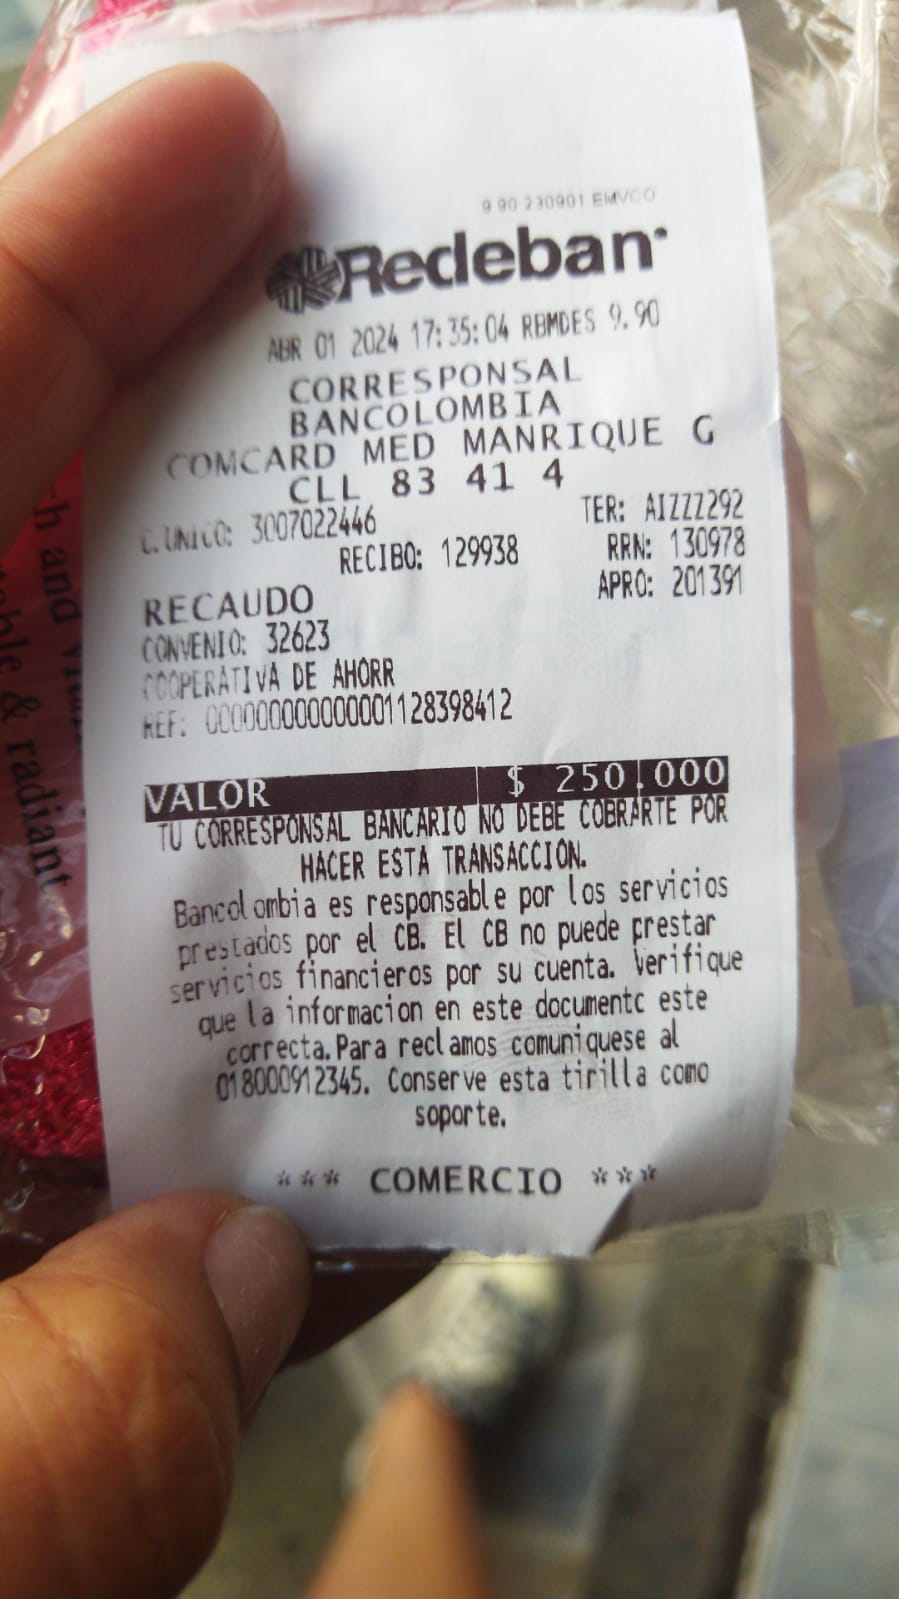 9.90 230901 EMVCO
Redeban
ABR 01 2024 17:35:04 RBMDES 9.90
CORRESPONSAL
BANCOLOMBIA
COMCARD MED MANRIQUE G
CLL 83 41 4
C.UNICO: 3007022446 TER: AIZZZ292
RECIBO: 129938 RRN: 130978
RECAUDO APRO: 201391
CONVENIO: 32623
COOPERATIVA DE AHORR
REF: 00000000000001128398412
VALOR $ 250.000
TU CORRESPONSAL BANCARIO NO DEBE COBRARTE POR
HACER ESTA TRANSACCION.
Bancolombia es responsable por los servicios
prestados por el CB. El CB no puede prestar
servicios financieros por su cuenta. Verifique
que la informacion en este documento este
correcta.Para reclamos comuniquese al
018000912345. Conserve esta tirilla como
soporte.
*** COMERCIO ***
h and
& radiant